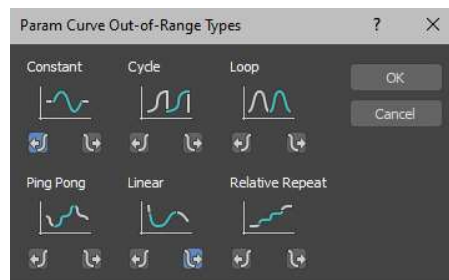 Param Curve Out-of-Range Types ? ×
Constant Cycle Loop
OK
Cancel
Ping Pong Linear Relative Repeat